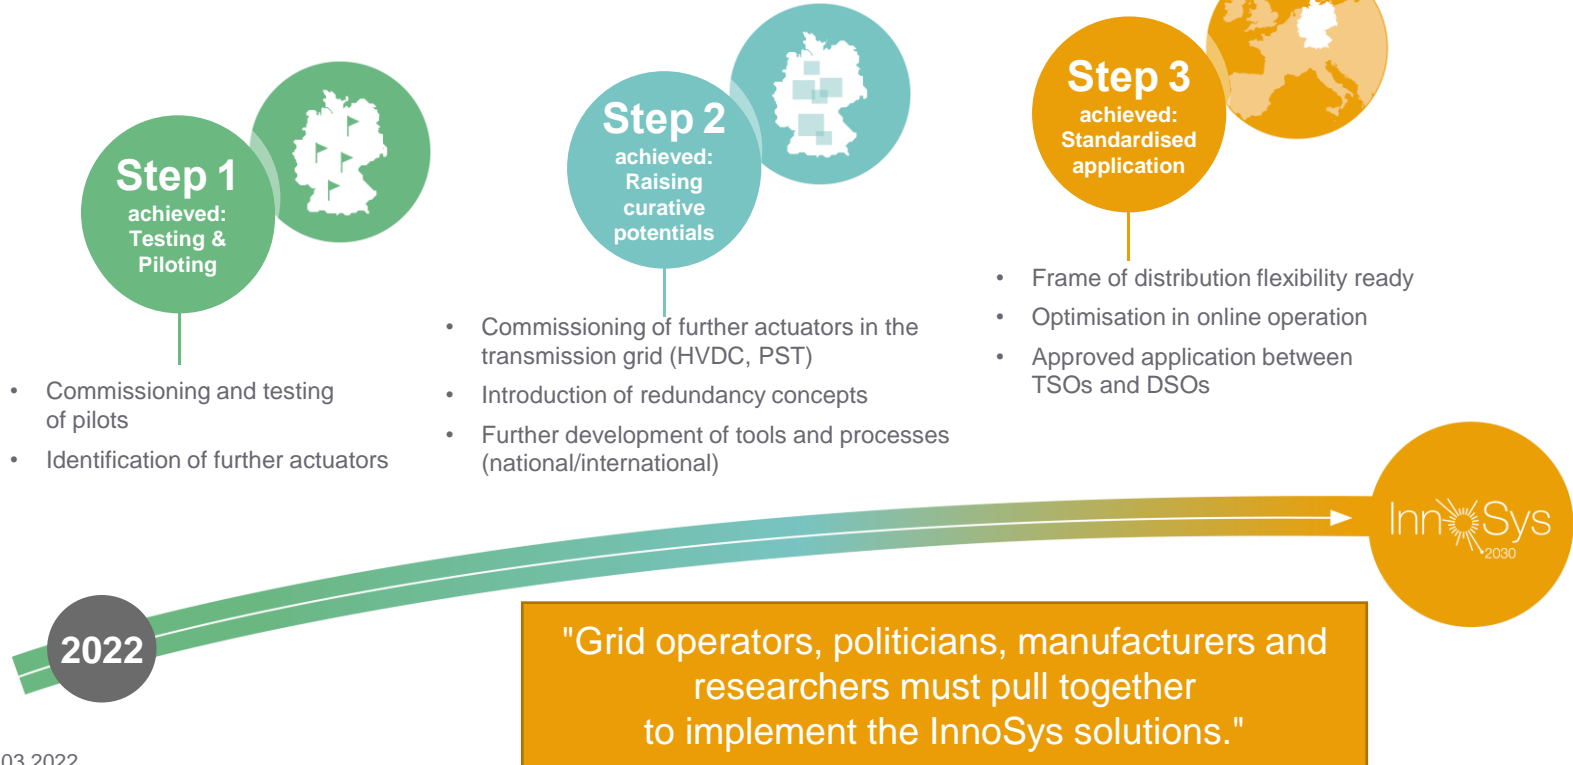 Step 1
achieved:
Testing &
Piloting
• Commissioning and testing
of pilots
• Identification of further actuators
Step 2
achieved:
Raising
curative
potentials
• Commissioning of further actuators in the
transmission grid (HVDC, PST)
• Introduction of redundancy concepts
• Further development of tools and processes
(national/international)
Step 3
achieved:
Standardised
application
• Frame of distribution flexibility ready
• Optimisation in online operation
• Approved application between
TSOs and DSOs
2022
InnoSys
2030
"Grid operators, politicians, manufacturers and
researchers must pull together
to implement the InnoSys solutions."
03.2022